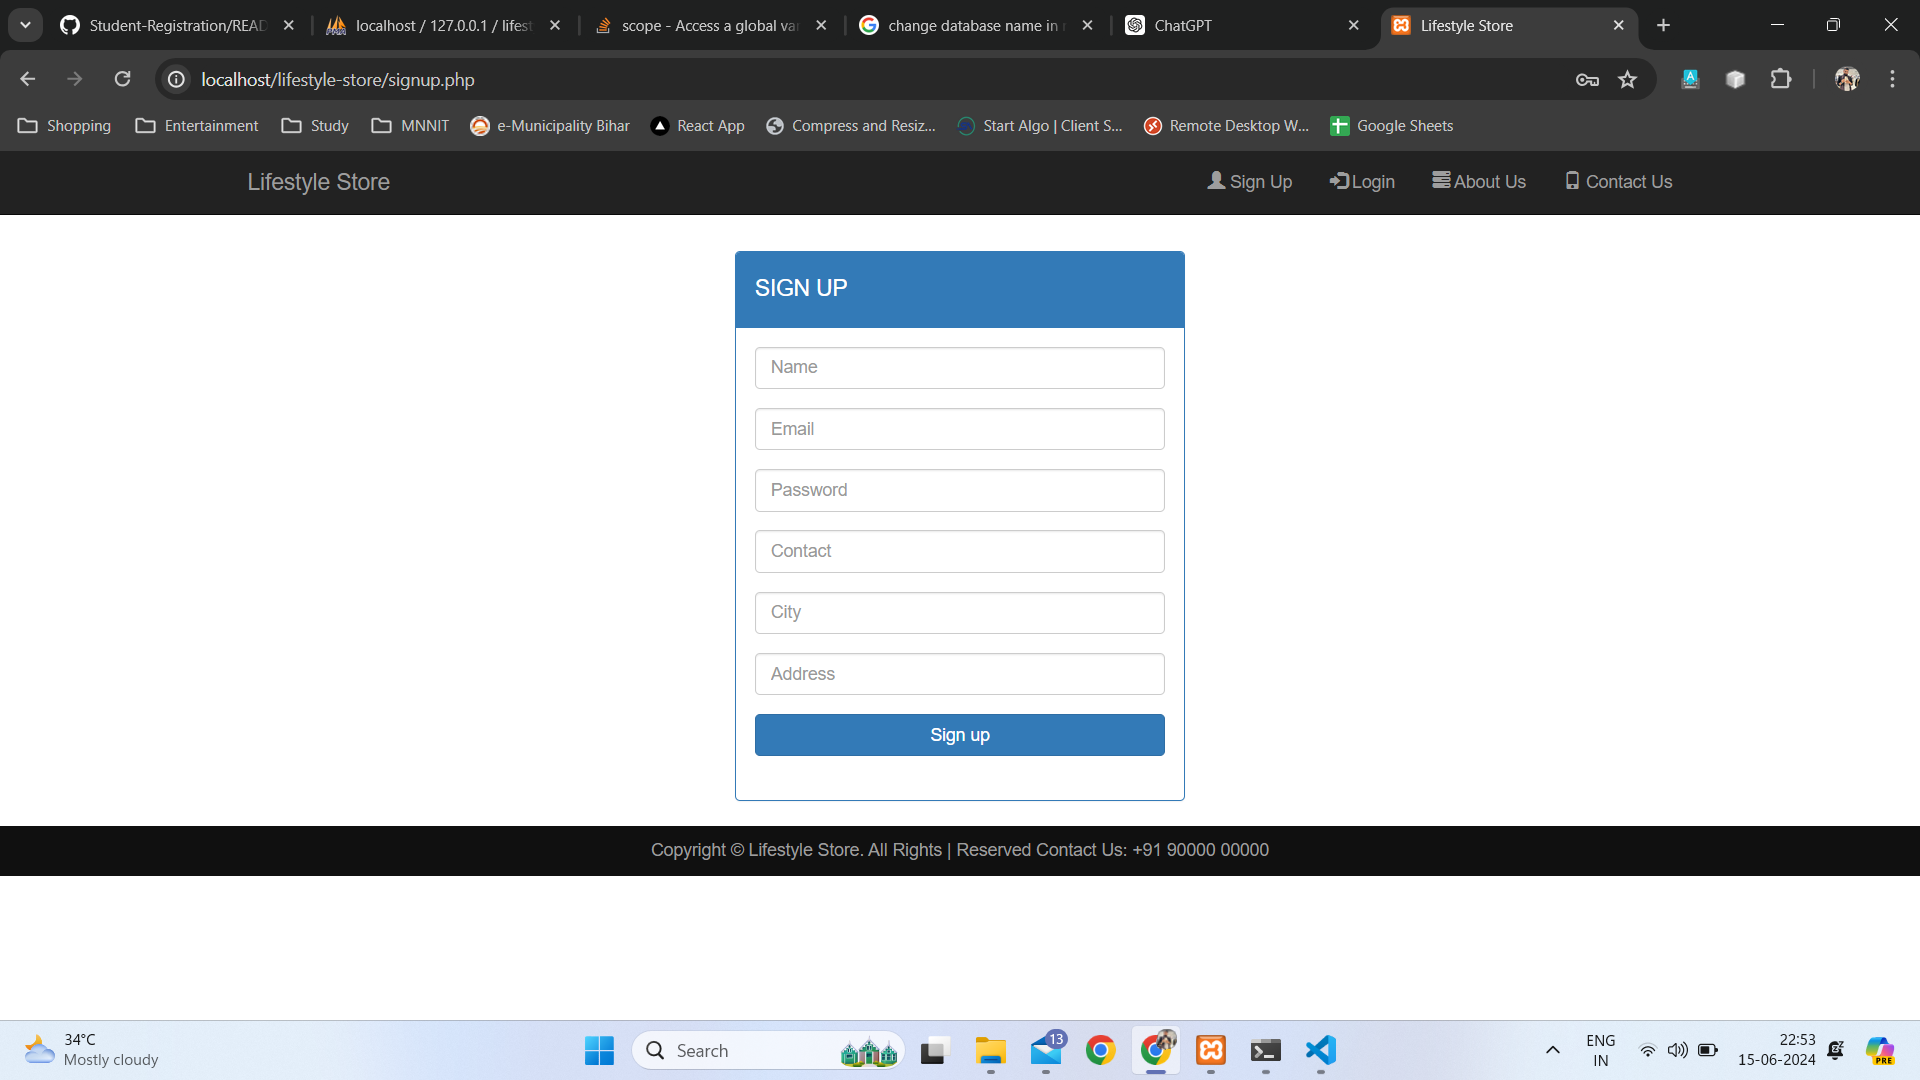 Student-Registration/READ
localhost / 127.0.0.1 / lifest
scope - Access a global va
change database name in
ChatGPT
Lifestyle Store
localhost/lifestyle-store/signup.php
Shopping
Entertainment
Study
MNNIT
e-Municipality Bihar
React App
Compress and Resiz...
Start Algo | Client S...
Remote Desktop W...
Google Sheets
Lifestyle Store
Sign Up
Login
About Us
Contact Us
SIGN UP
Name
Email
Password
Contact
City
Address
Sign up
Copyright © Lifestyle Store. All Rights | Reserved Contact Us: +91 90000 00000
34°C
Mostly cloudy
Search
13
ENG
IN
22:53
15-06-2024
PRE